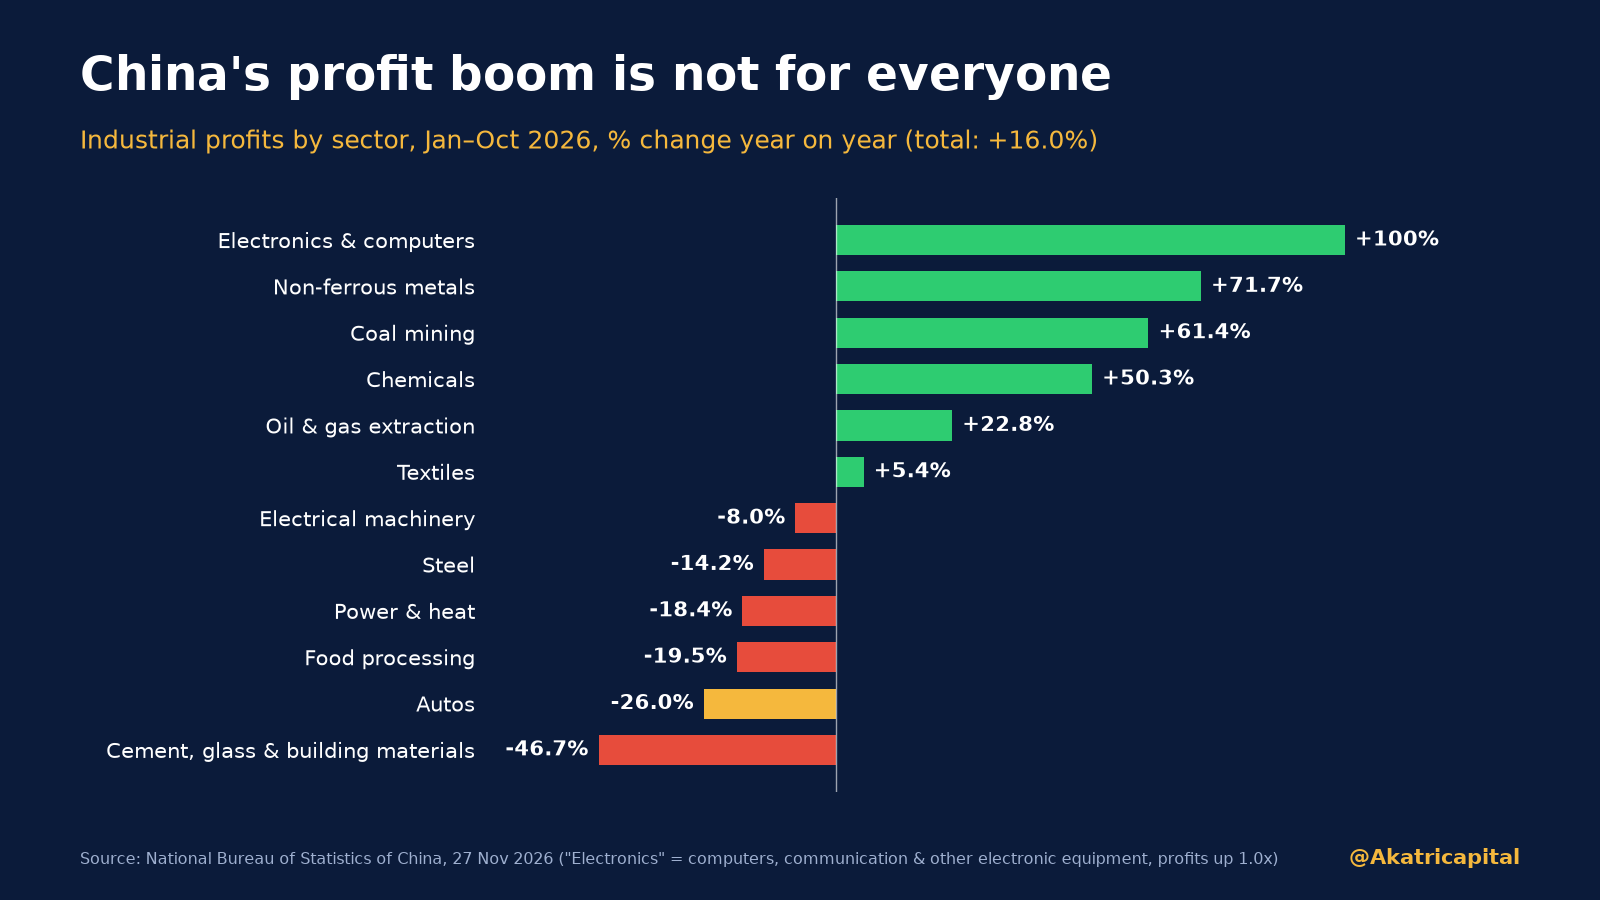 China's profit boom is not for everyone
Industrial profits by sector, Jan–Oct 2026, % change year on year (total: +16.0%)
Electronics & computers +100%
Non-ferrous metals +71.7%
Coal mining +61.4%
Chemicals +50.3%
Oil & gas extraction +22.8%
Textiles +5.4%
Electrical machinery -8.0%
Steel -14.2%
Power & heat -18.4%
Food processing -19.5%
Autos -26.0%
Cement, glass & building materials -46.7%
Source: National Bureau of Statistics of China, 27 Nov 2026 ("Electronics" = computers, communication & other electronic equipment, profits up 1.0x)
@Akatricapital